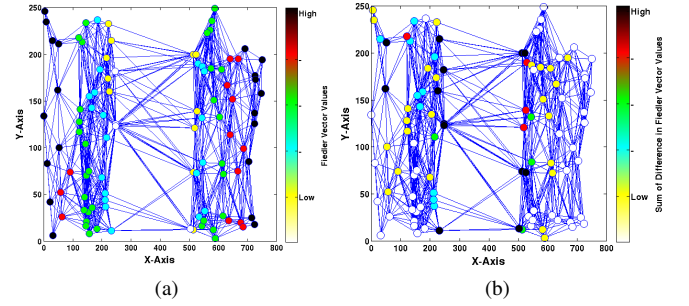 250
200
150
100
50
0
Y-Axis
0 100 200 300 400 500 600 700 800
X-Axis
High
Low
Fiedler Vector Values
(a)
250
200
150
100
50
0
Y-Axis
0 100 200 300 400 500 600 700 800
X-Axis
High
Low
Sum of Difference in Fiedler Vector Values
(b)